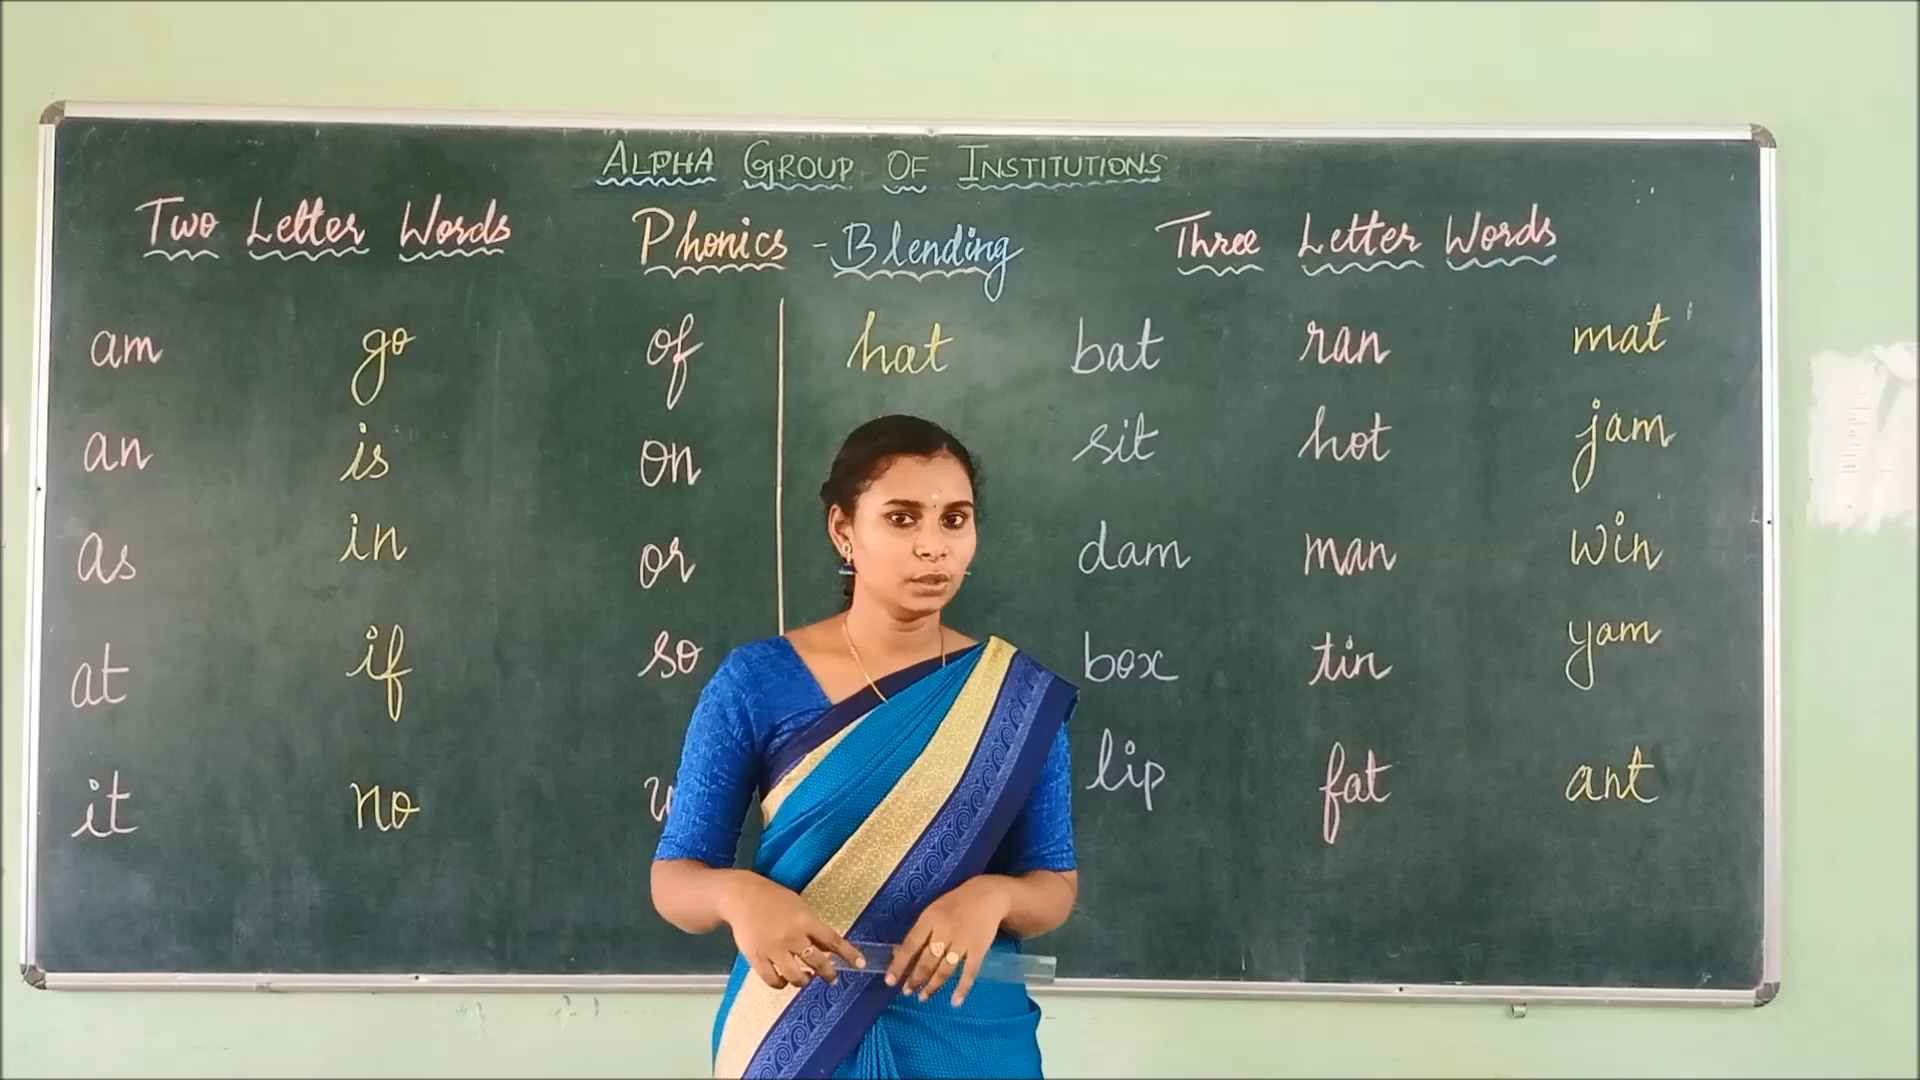 ALPHA GROUP OF INSTITUTIONS
Two Letter Words Phonics - Blending Three Letter Words
am go of hat bat ran mat
an is on sit hot jam
as in or dam man win
at if so box tin yam
it no lip fat ant